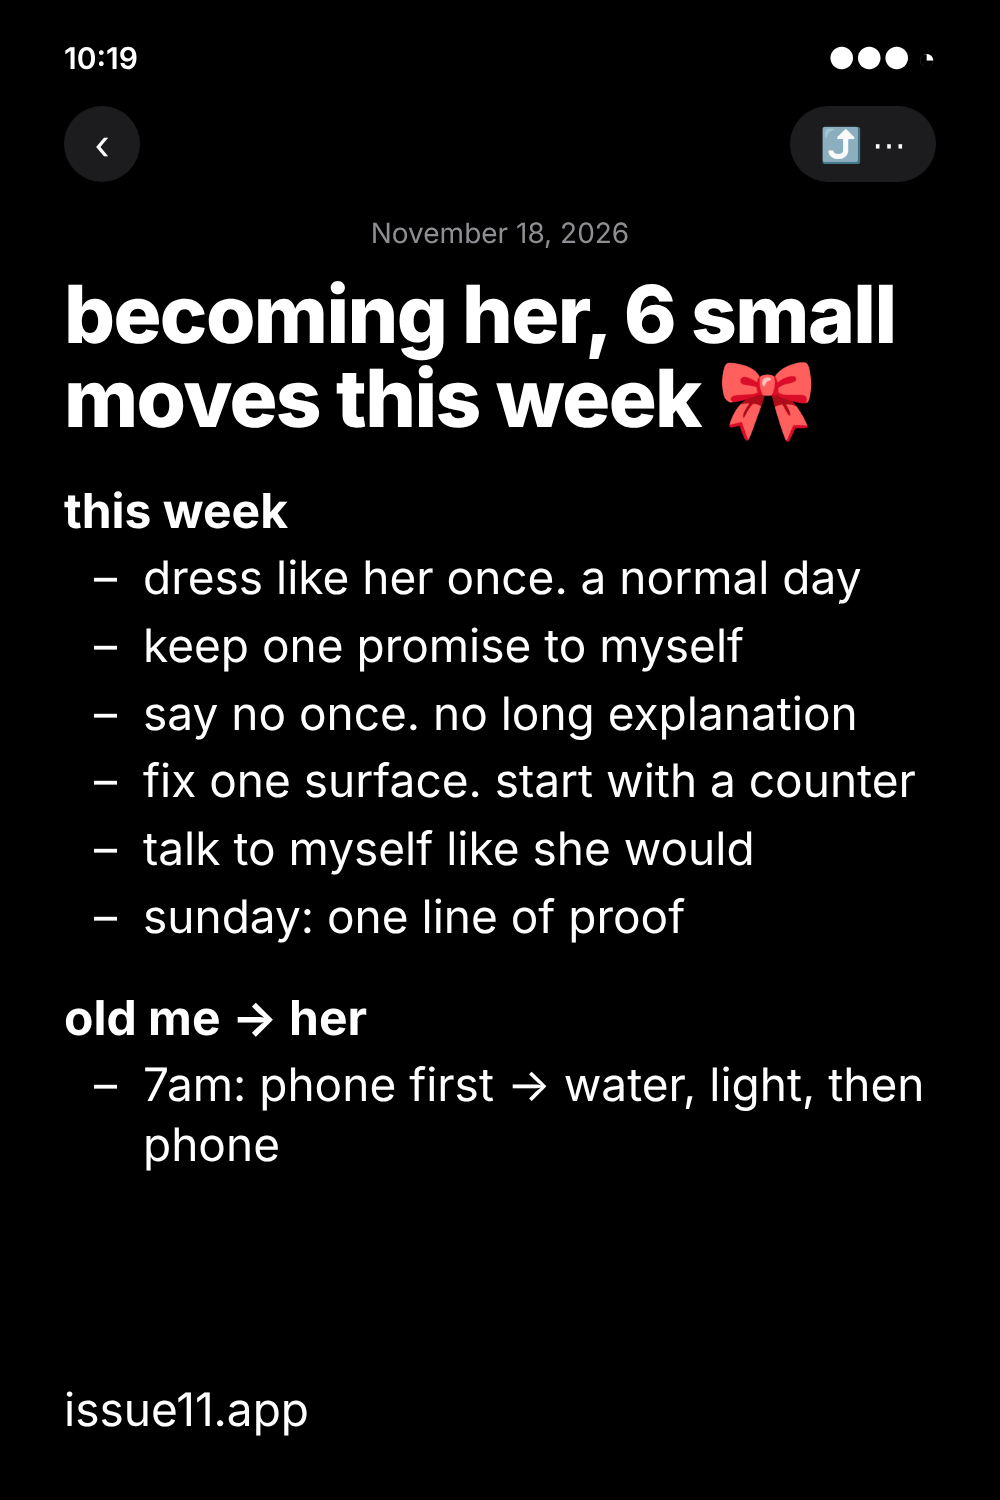 10:19
November 18, 2026
becoming her, 6 small
moves this week 🎀
this week
– dress like her once. a normal day
– keep one promise to myself
– say no once. no long explanation
– fix one surface. start with a counter
– talk to myself like she would
– sunday: one line of proof
old me → her
– 7am: phone first → water, light, then
phone
issue11.app